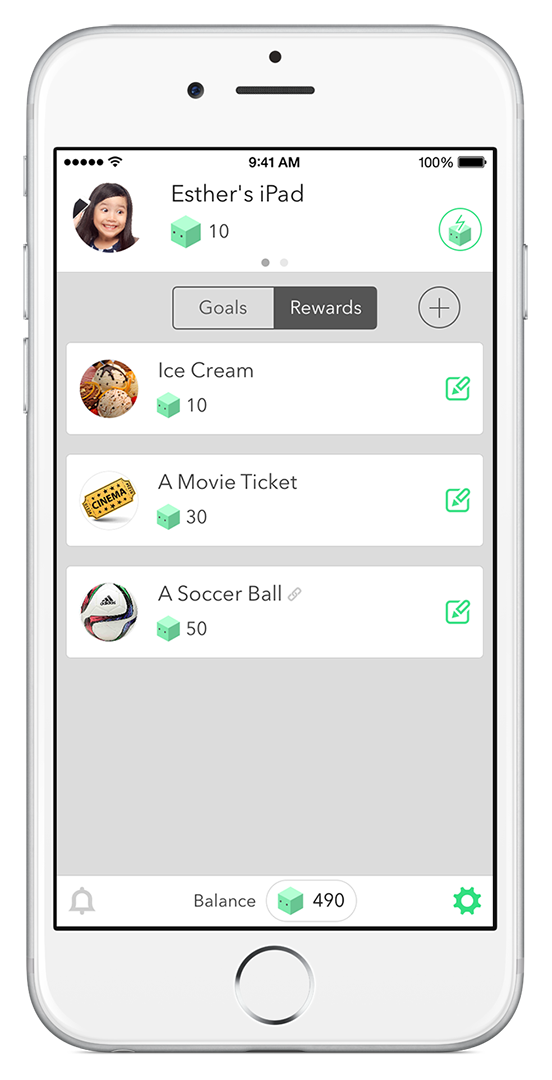 9:41 AM
100%
Esther's iPad
10
Goals
Rewards
Ice Cream
10
CINEMA
A Movie Ticket
30
adidas
A Soccer Ball
50
Balance
490